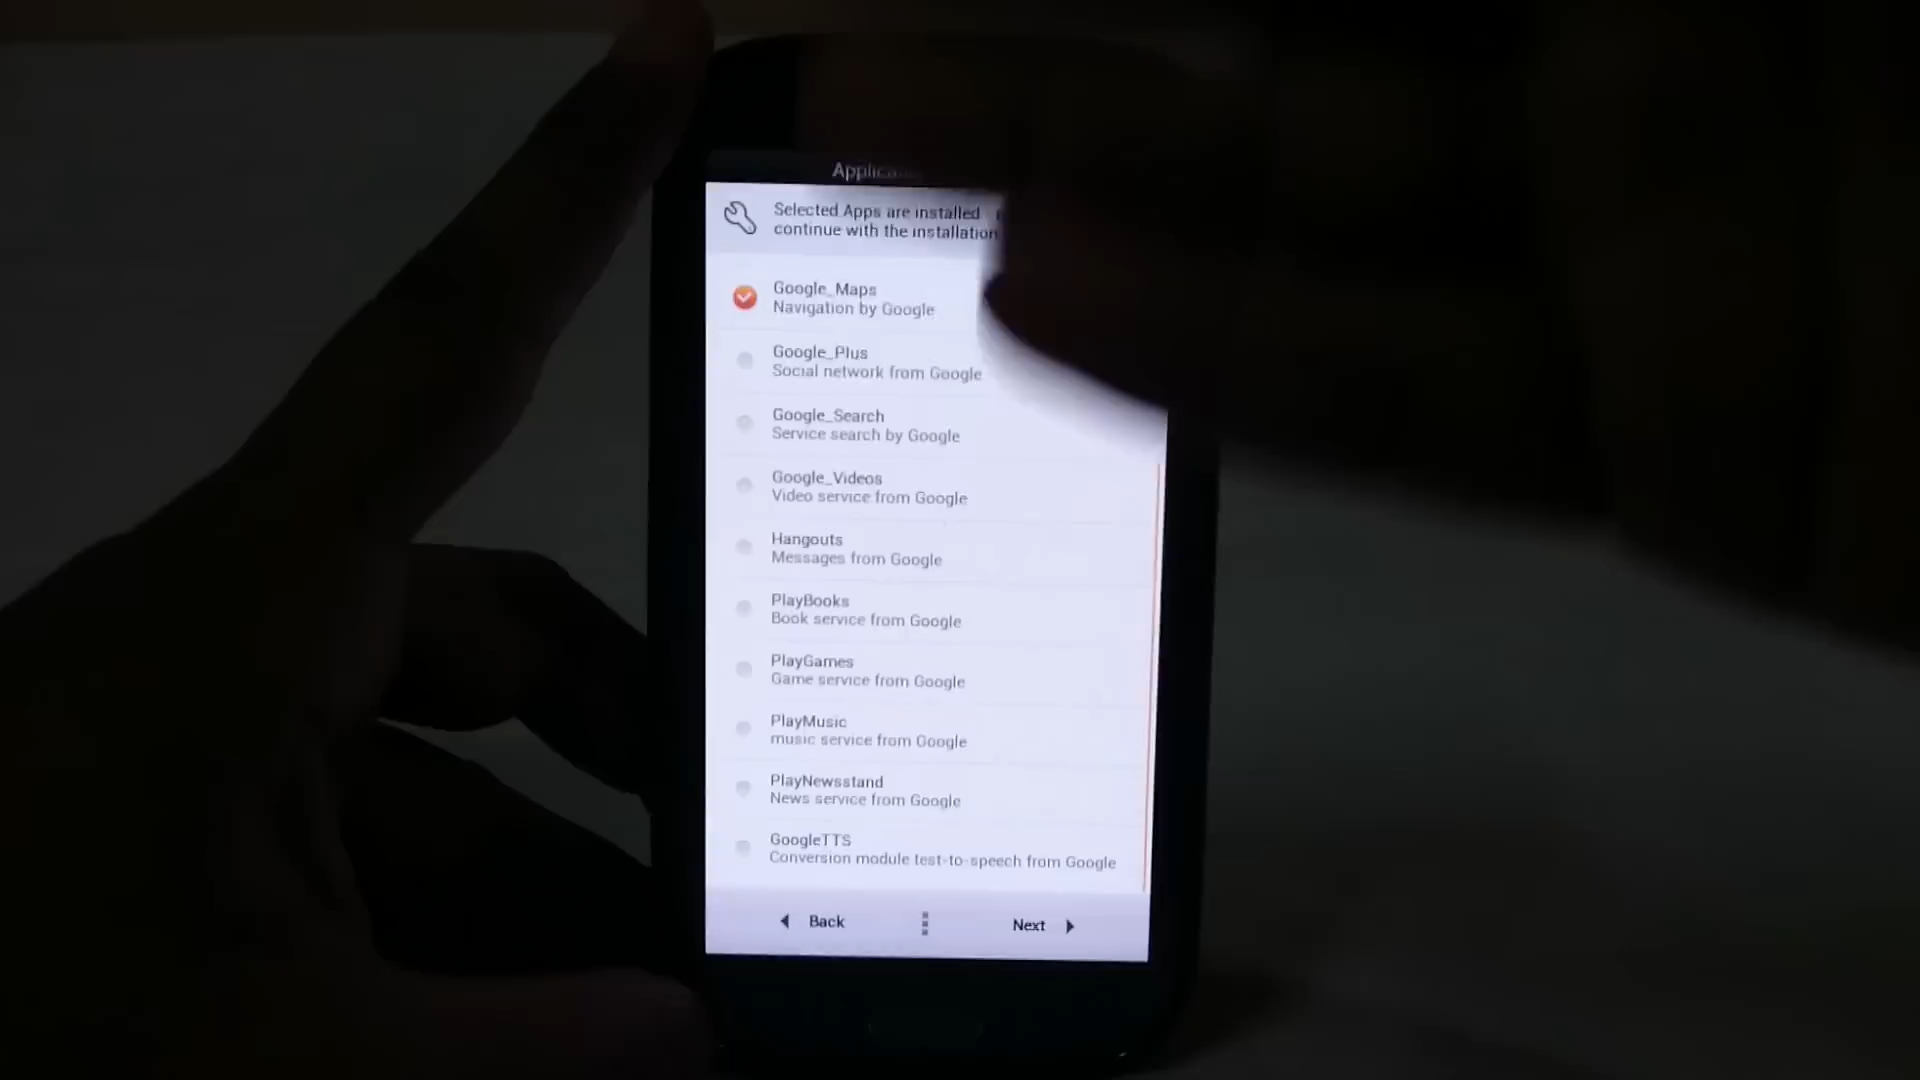 Selected Apps are installed
continue with the installation
Google_Maps
Navigation by Google
Google_Plus
Social network from Google
Google_Search
Service search by Google
Google_Videos
Video service from Google
Hangouts
Messages from Google
PlayBooks
Book service from Google
PlayGames
Game service from Google
PlayMusic
music service from Google
PlayNewsstand
News service from Google
GoogleTTS
Conversion module test-to-speech from Google
Back
Next